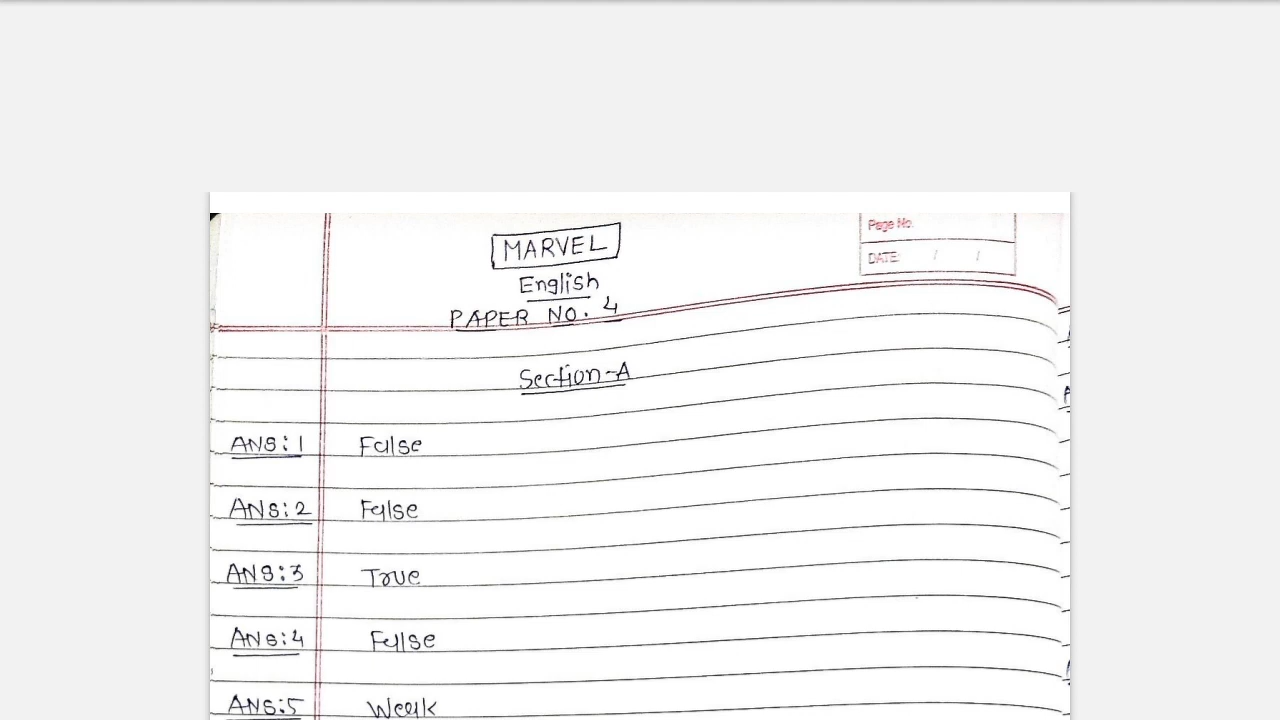 MARVEL
Page No.
DATE: / /
English
PAPER NO. 4
Section-A
ANS:1 False
ANS:2 False
ANS:3 True
ANS:4 False
ANS:5 Weak